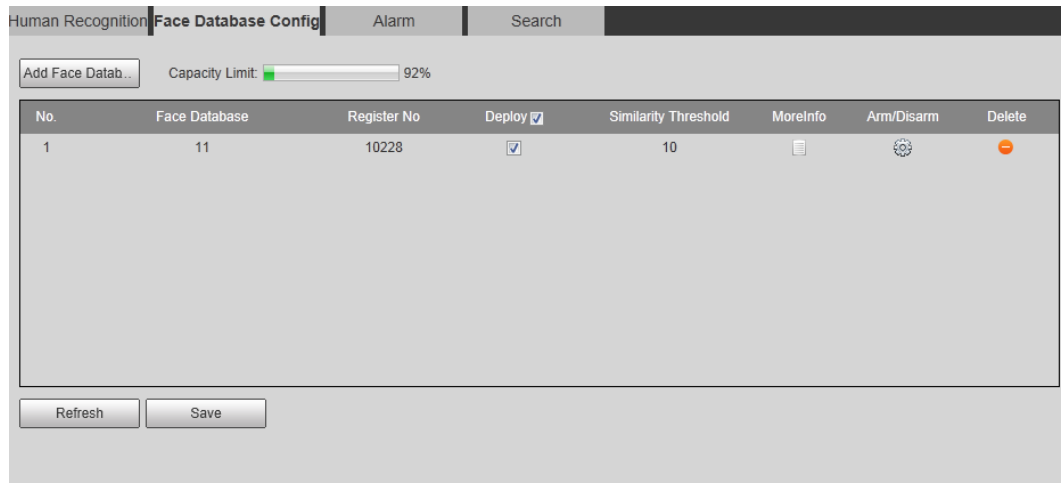 Human Recognition Face Database Config Alarm Search
Add Face Datab... Capacity Limit: 92%
No. Face Database Register No Deploy Similarity Threshold MoreInfo Arm/Disarm Delete
1 11 10228 10
Refresh Save